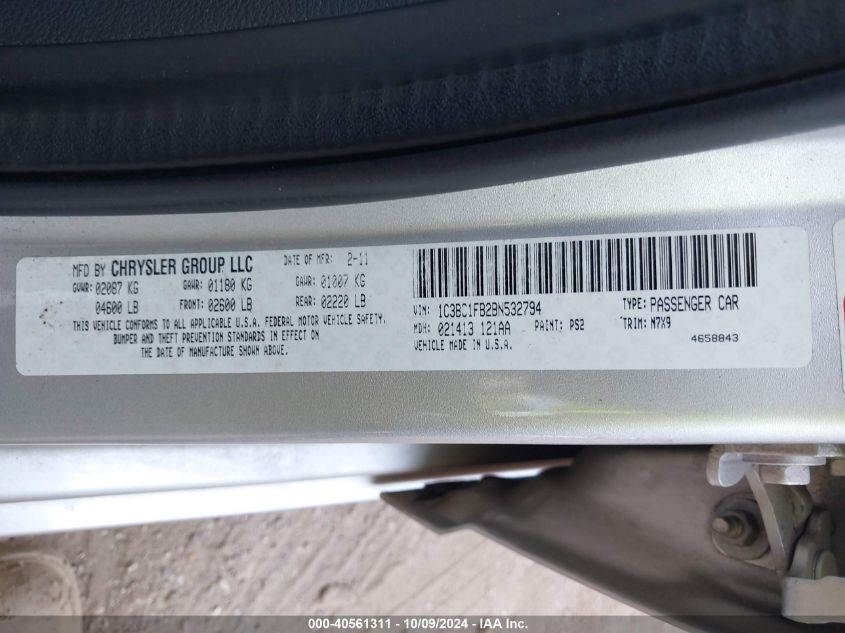 MFD BY CHRYSLER GROUP LLC DATE OF MFR: 2-11
GVWR: 02087 KG GAWR: 01180 KG GAWR: 01007 KG
04600 LB FRONT: 02600 LB REAR: 02220 LB
THIS VEHICLE CONFORMS TO ALL APPLICABLE U.S.A. FEDERAL MOTOR VEHICLE SAFETY,
BUMPER AND THEFT PREVENTION STANDARDS IN EFFECT ON
THE DATE OF MANUFACTURE SHOWN ABOVE.
VIN: 1C3BC1FB2BN532794 TYPE: PASSENGER CAR
MDH: 021413 121AA PAINT: PS2 TRIM: N7X9
VEHICLE MADE IN U.S.A. 4658843
000-40561311 - 10/09/2024 - IAA Inc.